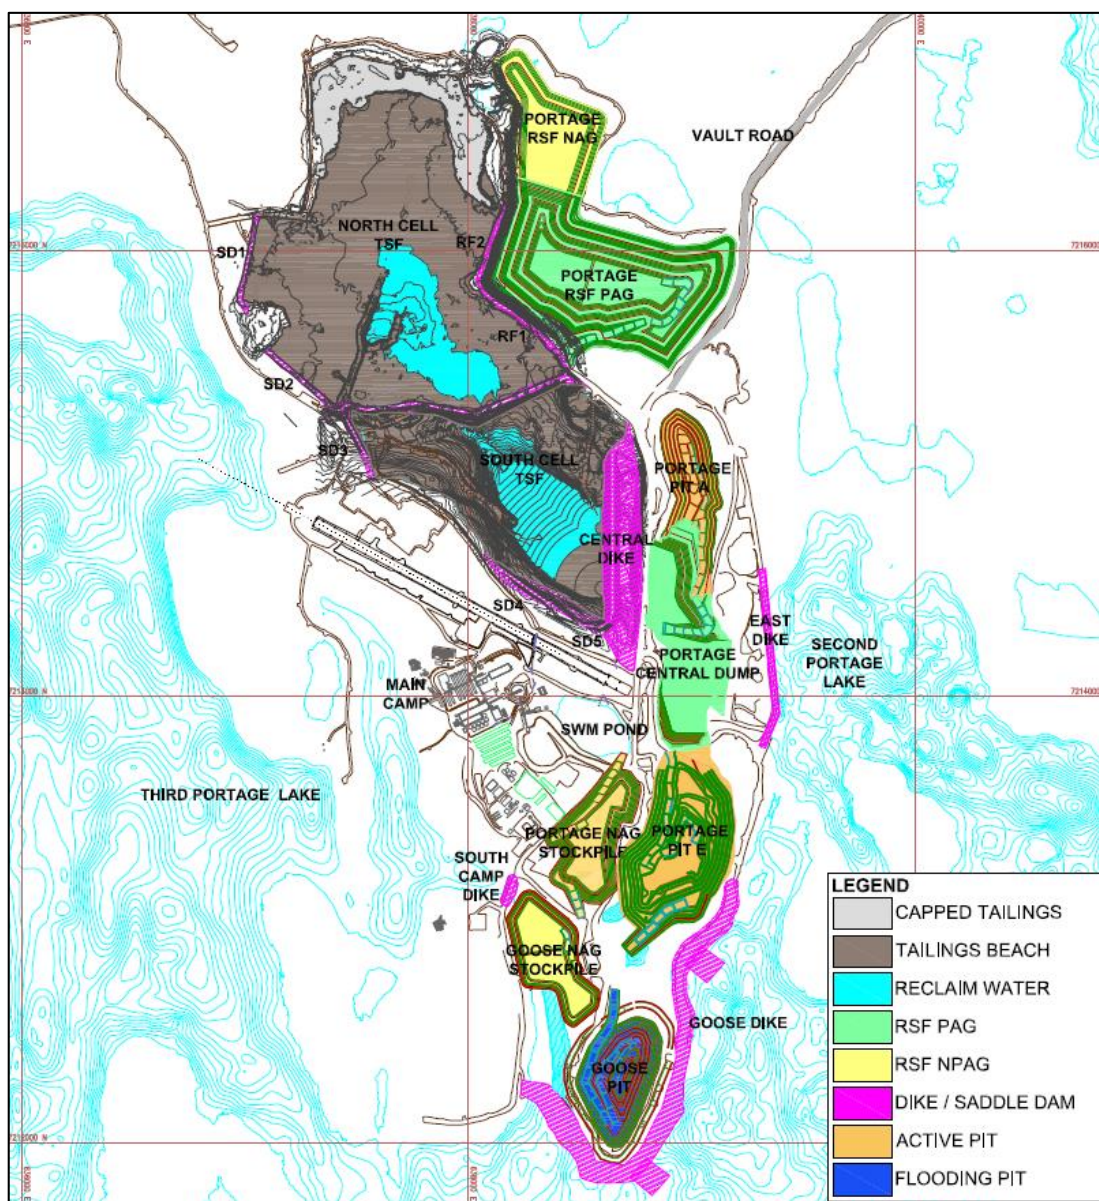 PORTAGE
RSF NAG
VAULT ROAD
NORTH CELL
TSF
SD1
RF2
7216000 N
PORTAGE
RSF PAG
RF1
SD2
SD3
SOUTH CELL
TSF
PORTAGE
PIT A
CENTRAL
DIKE
SD4
SD5
EAST
DIKE
SECOND
PORTAGE
LAKE
PORTAGE
CENTRAL DUMP
MAIN
CAMP
7214000 N
SWM POND
THIRD PORTAGE LAKE
PORTAGE NAG
STOCKPILE
PORTAGE
PIT E
SOUTH
CAMP
DIKE
GOOSE NAG
STOCKPILE
GOOSE DIKE
GOOSE
PIT
7212000 N
LEGEND
CAPPED TAILINGS
TAILINGS BEACH
RECLAIM WATER
RSF PAG
RSF NPAG
DIKE / SADDLE DAM
ACTIVE PIT
FLOODING PIT